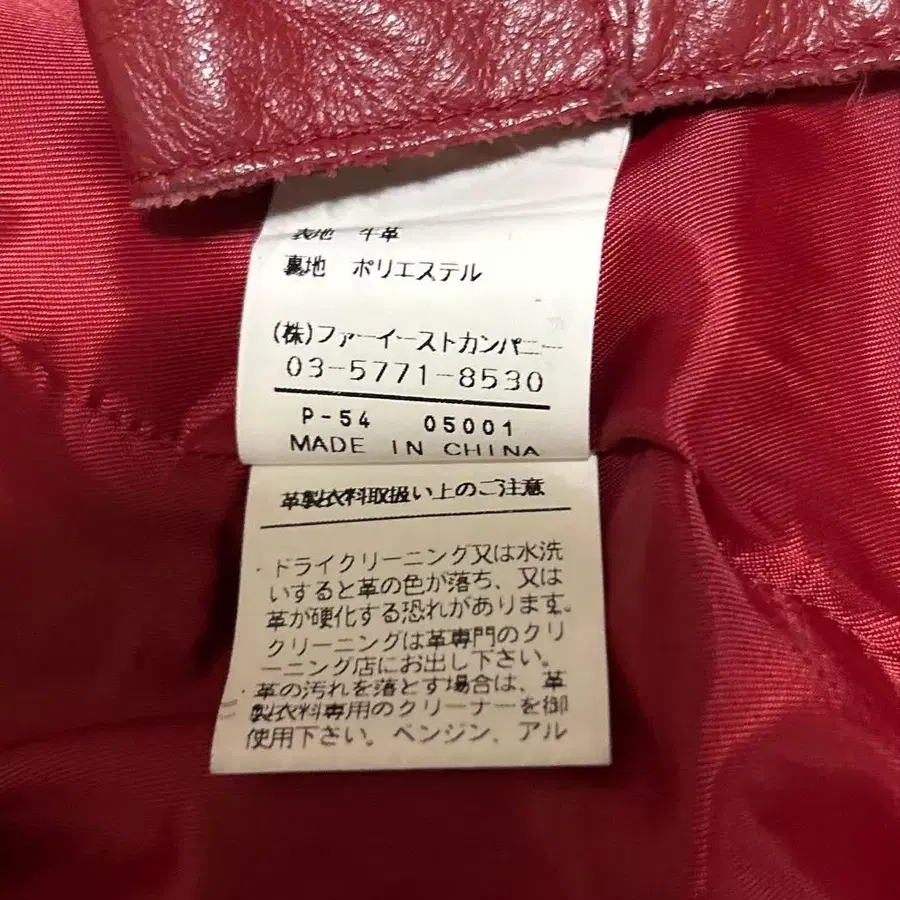 表地 牛革
裏地 ポリエステル
(株)ファーイーストカンパニー
03-5771-8530
P-54 05001
MADE IN CHINA
革製衣料取扱い上のご注意
・ドライクリーニング又は水洗
いすると革の色が落ち、又は
革が硬化する恐れがあります。
クリーニングは革専門のクリ
ーニング店にお出し下さい。
・革の汚れを落とす場合は、革
製衣料専用のクリーナーを御
使用下さい。ベンジン、アル